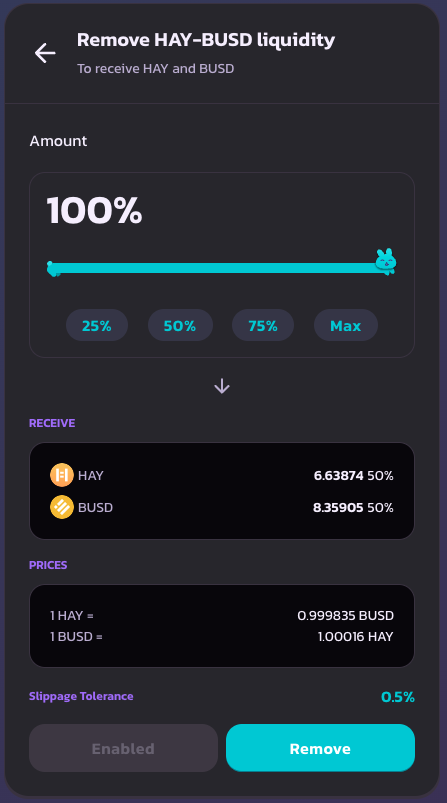 Remove HAY-BUSD liquidity
To receive HAY and BUSD
Amount
100%
25% 50% 75% Max
RECEIVE
HAY 6.63874 50%
BUSD 8.35905 50%
PRICES
1 HAY = 0.999835 BUSD
1 BUSD = 1.00016 HAY
Slippage Tolerance 0.5%
Enabled Remove